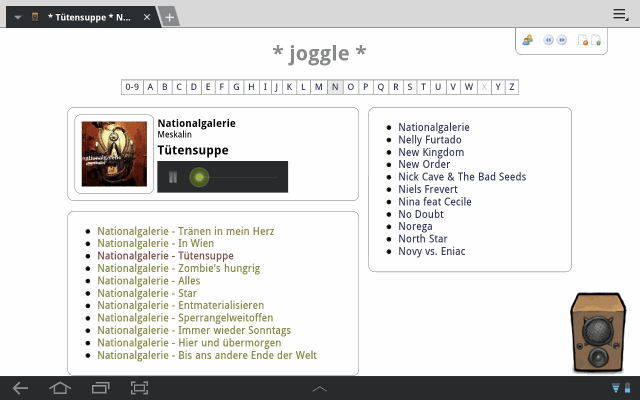 * Tütensuppe * N...
* joggle *
0-9 A B C D E F G H I J K L M N O P Q R S T U V W X Y Z
Nationalgalerie
Meskalin
Tütensuppe
Nationalgalerie - Tränen in mein Herz
Nationalgalerie - In Wien
Nationalgalerie - Tütensuppe
Nationalgalerie - Zombie's hungrig
Nationalgalerie - Alles
Nationalgalerie - Star
Nationalgalerie - Entmaterialisieren
Nationalgalerie - Sperrangelweitoffen
Nationalgalerie - Immer wieder Sonntags
Nationalgalerie - Hier und übermorgen
Nationalgalerie - Bis ans andere Ende der Welt
Nationalgalerie
Nelly Furtado
New Kingdom
New Order
Nick Cave & The Bad Seeds
Niels Frevert
Nina feat Cecile
No Doubt
Norega
North Star
Novy vs. Eniac